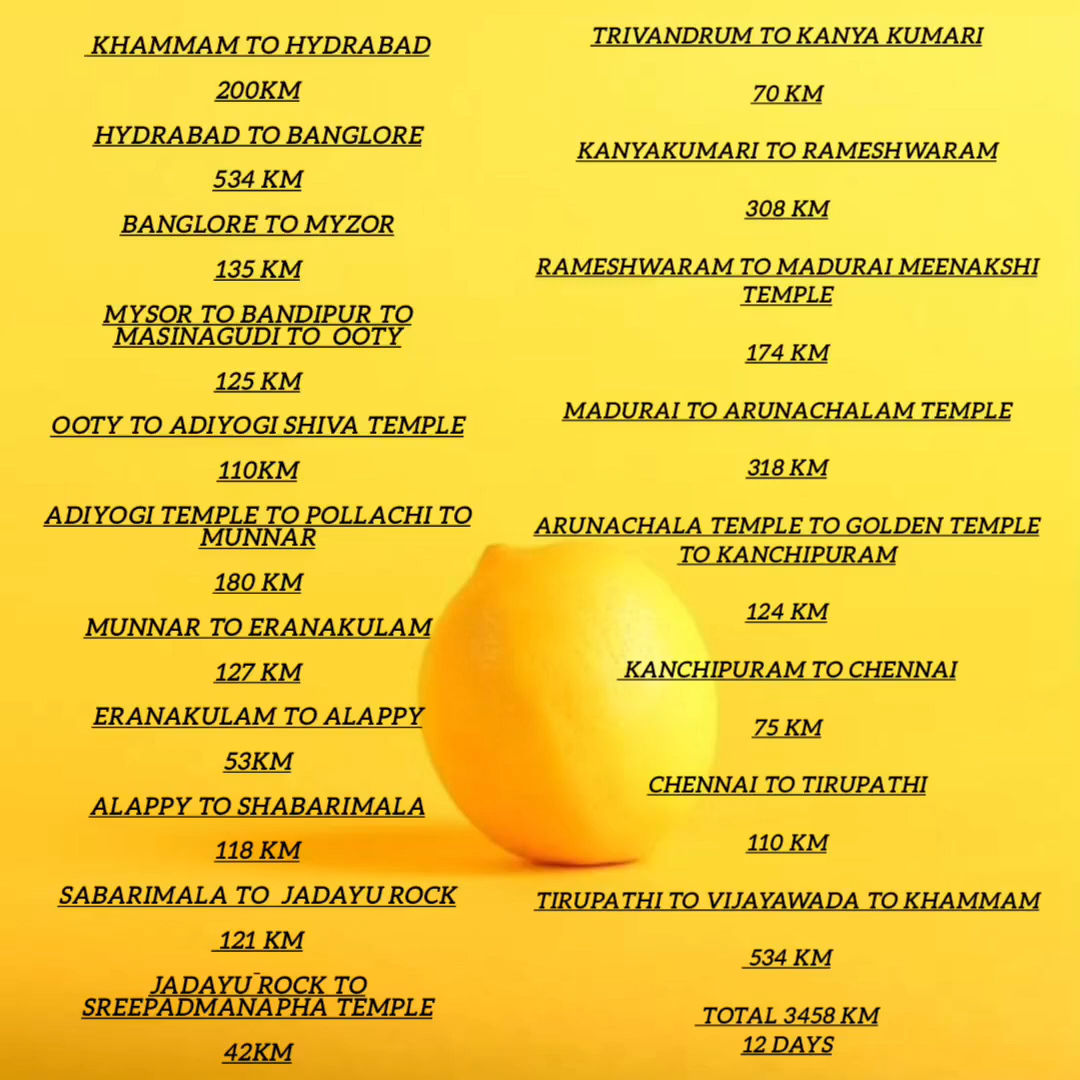 KHAMMAM TO HYDRABAD
200KM
HYDRABAD TO BANGLORE
534 KM
BANGLORE TO MYZOR
135 KM
MYSOR TO BANDIPUR TO
MASINAGUDI TO OOTY
125 KM
OOTY TO ADIYOGI SHIVA TEMPLE
110KM
ADIYOGI TEMPLE TO POLLACHI TO
MUNNAR
180 KM
MUNNAR TO ERANAKULAM
127 KM
ERANAKULAM TO ALAPPY
53KM
ALAPPY TO SHABARIMALA
118 KM
SABARIMALA TO JADAYU ROCK
121 KM
JADAYU ROCK TO
SREEPADMANAPHA TEMPLE
42KM
TRIVANDRUM TO KANYA KUMARI
70 KM
KANYAKUMARI TO RAMESHWARAM
308 KM
RAMESHWARAM TO MADURAI MEENAKSHI
TEMPLE
174 KM
MADURAI TO ARUNACHALAM TEMPLE
318 KM
ARUNACHALA TEMPLE TO GOLDEN TEMPLE
TO KANCHIPURAM
124 KM
KANCHIPURAM TO CHENNAI
75 KM
CHENNAI TO TIRUPATHI
110 KM
TIRUPATHI TO VIJAYAWADA TO KHAMMAM
534 KM
TOTAL 3458 KM
12 DAYS